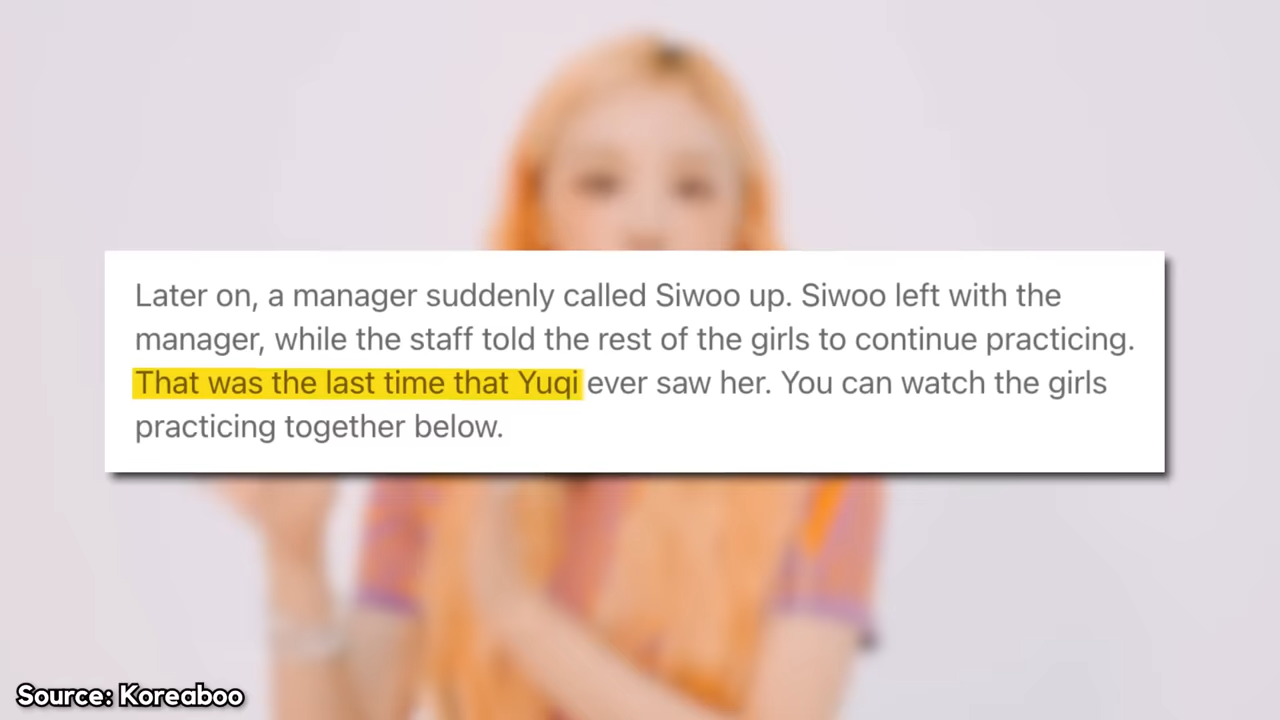 Later on, a manager suddenly called Siwoo up. Siwoo left with the
manager, while the staff told the rest of the girls to continue practicing.
That was the last time that Yuqi ever saw her. You can watch the girls
practicing together below.
Source: Koreaboo